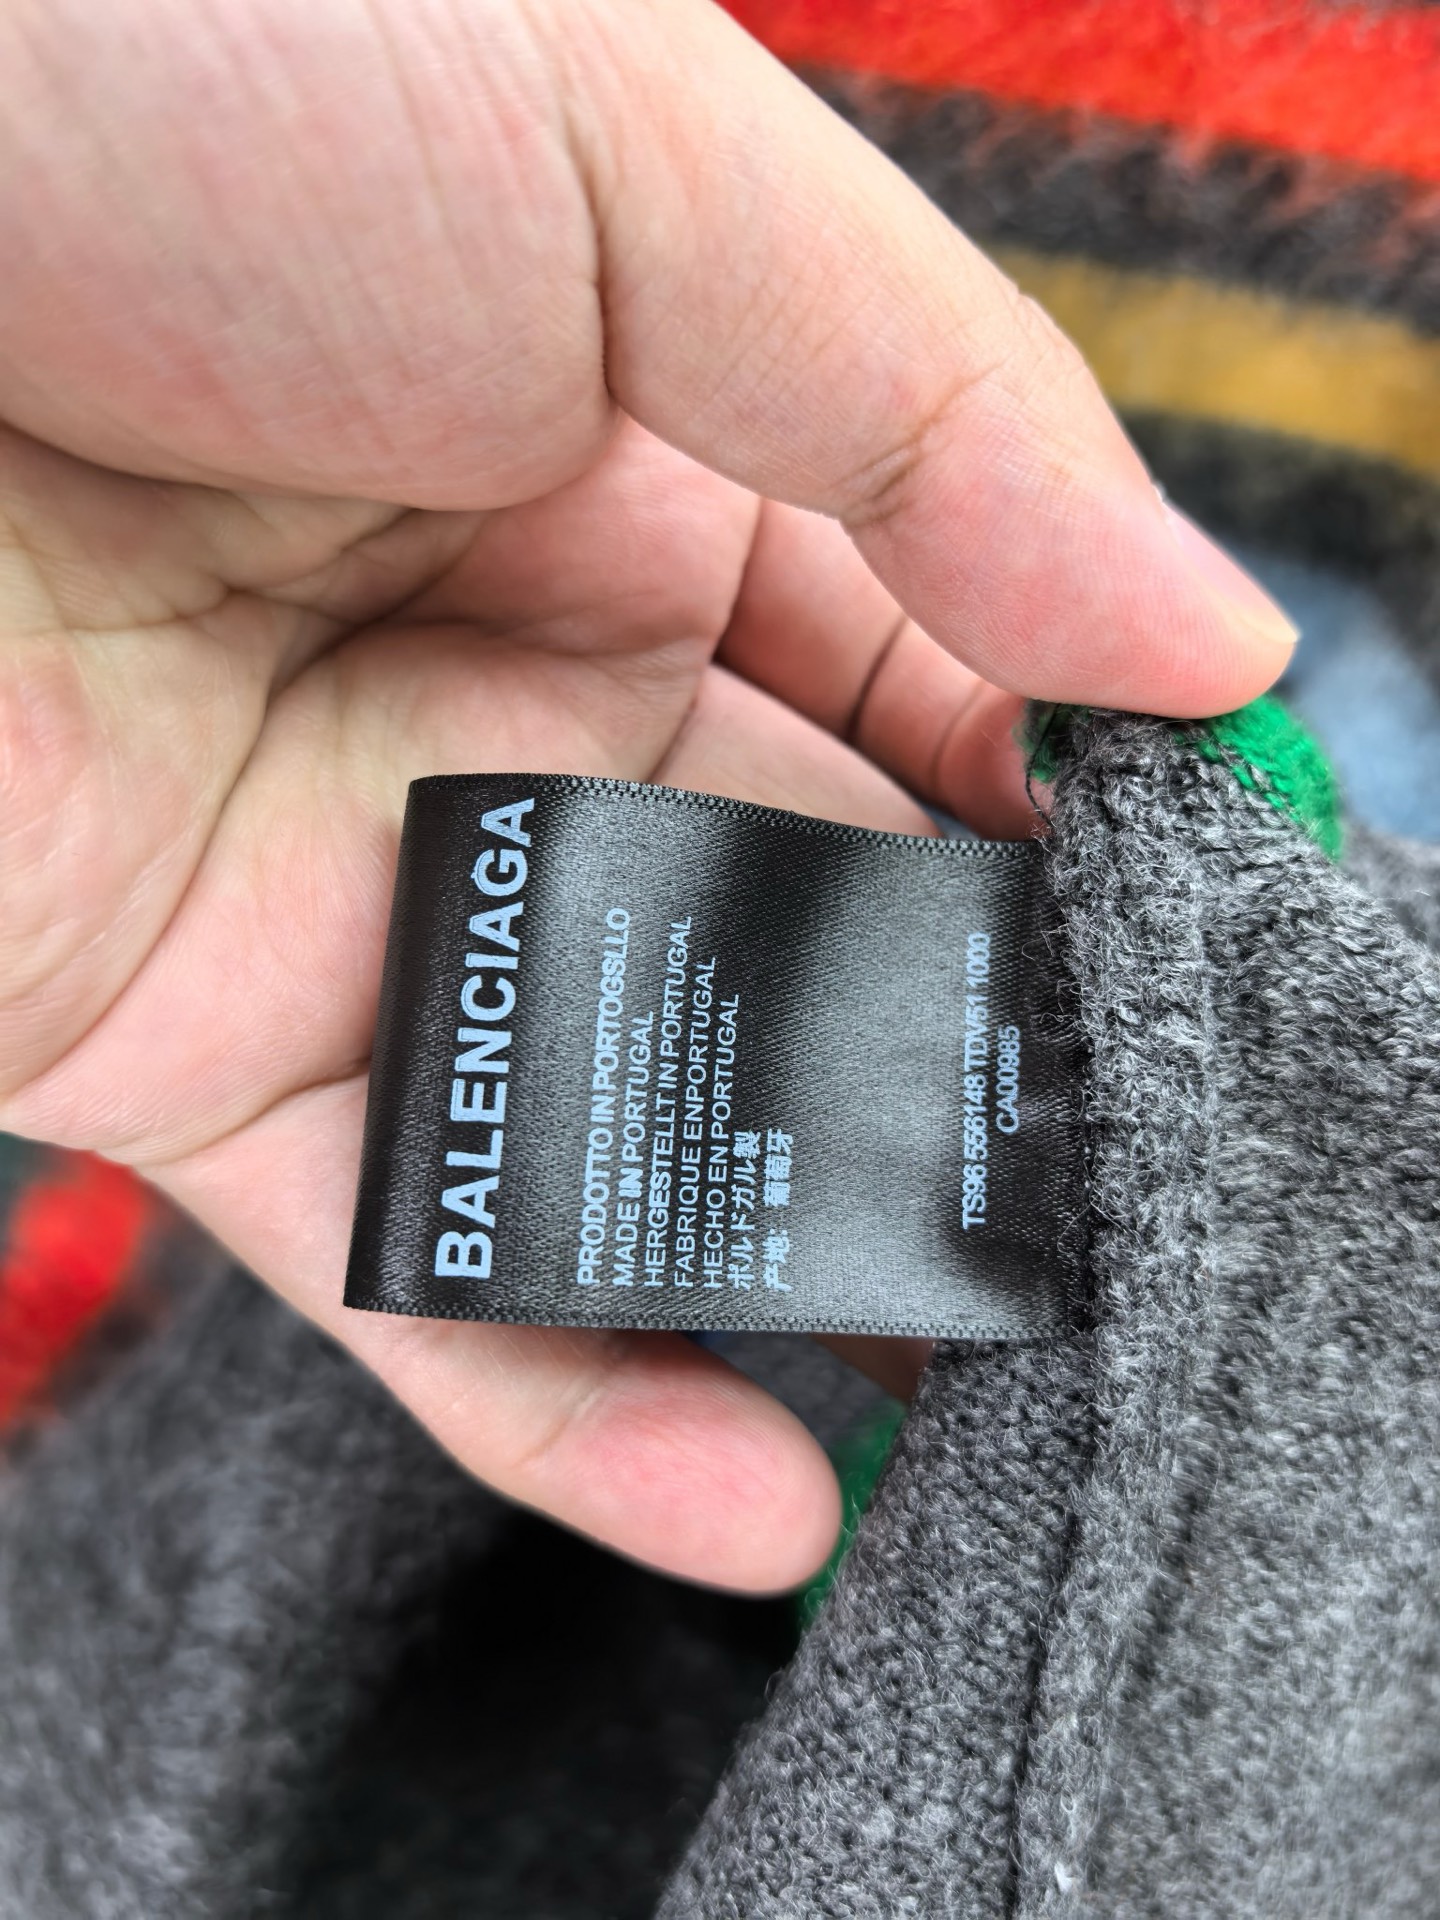 BALENCIAGA
PRODOTTO IN PORTOGSLLO
MADE IN PORTUGAL
HERGESTELLT IN PORTUGAL
FABRIQUE ENPORTUGAL
HECHO EN PORTUGAL
ポルドガル製
产地: 葡萄牙
TS96 556148 TDV51 1000
CA00985